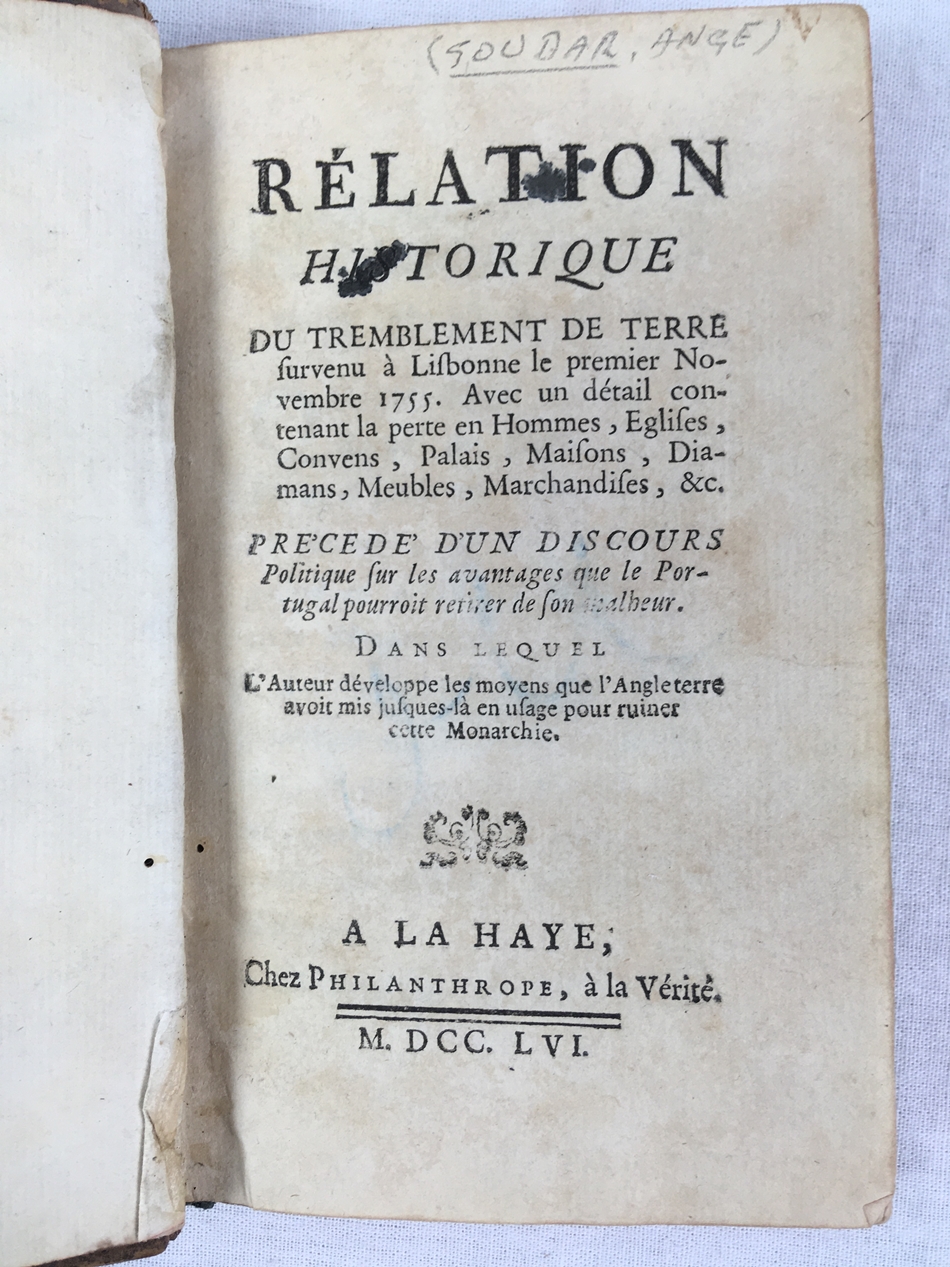 (GOUDAR, ANGE)
RÉLATION
HISTORIQUE
DU TREMBLEMENT DE TERRE
ſurvenu à Liſbonne le premier No-
vembre 1755. Avec un détail con-
tenant la perte en Hommes, Egliſes,
Convens, Palais, Maiſons, Dia-
mans, Meubles, Marchandiſes, &c.
PRE'CEDE' D'UN DISCOURS
Politique ſur les avantages que le Por-
tugal pourroit retirer de ſon malheur.
DANS LEQUEL
L'Auteur développe les moyens que l'Angleterre
avoit mis juſques-là en uſage pour ruiner
cette Monarchie.
A LA HAYE,
Chez PHILANTHROPE, à la Vérité.
M. DCC. LVI.